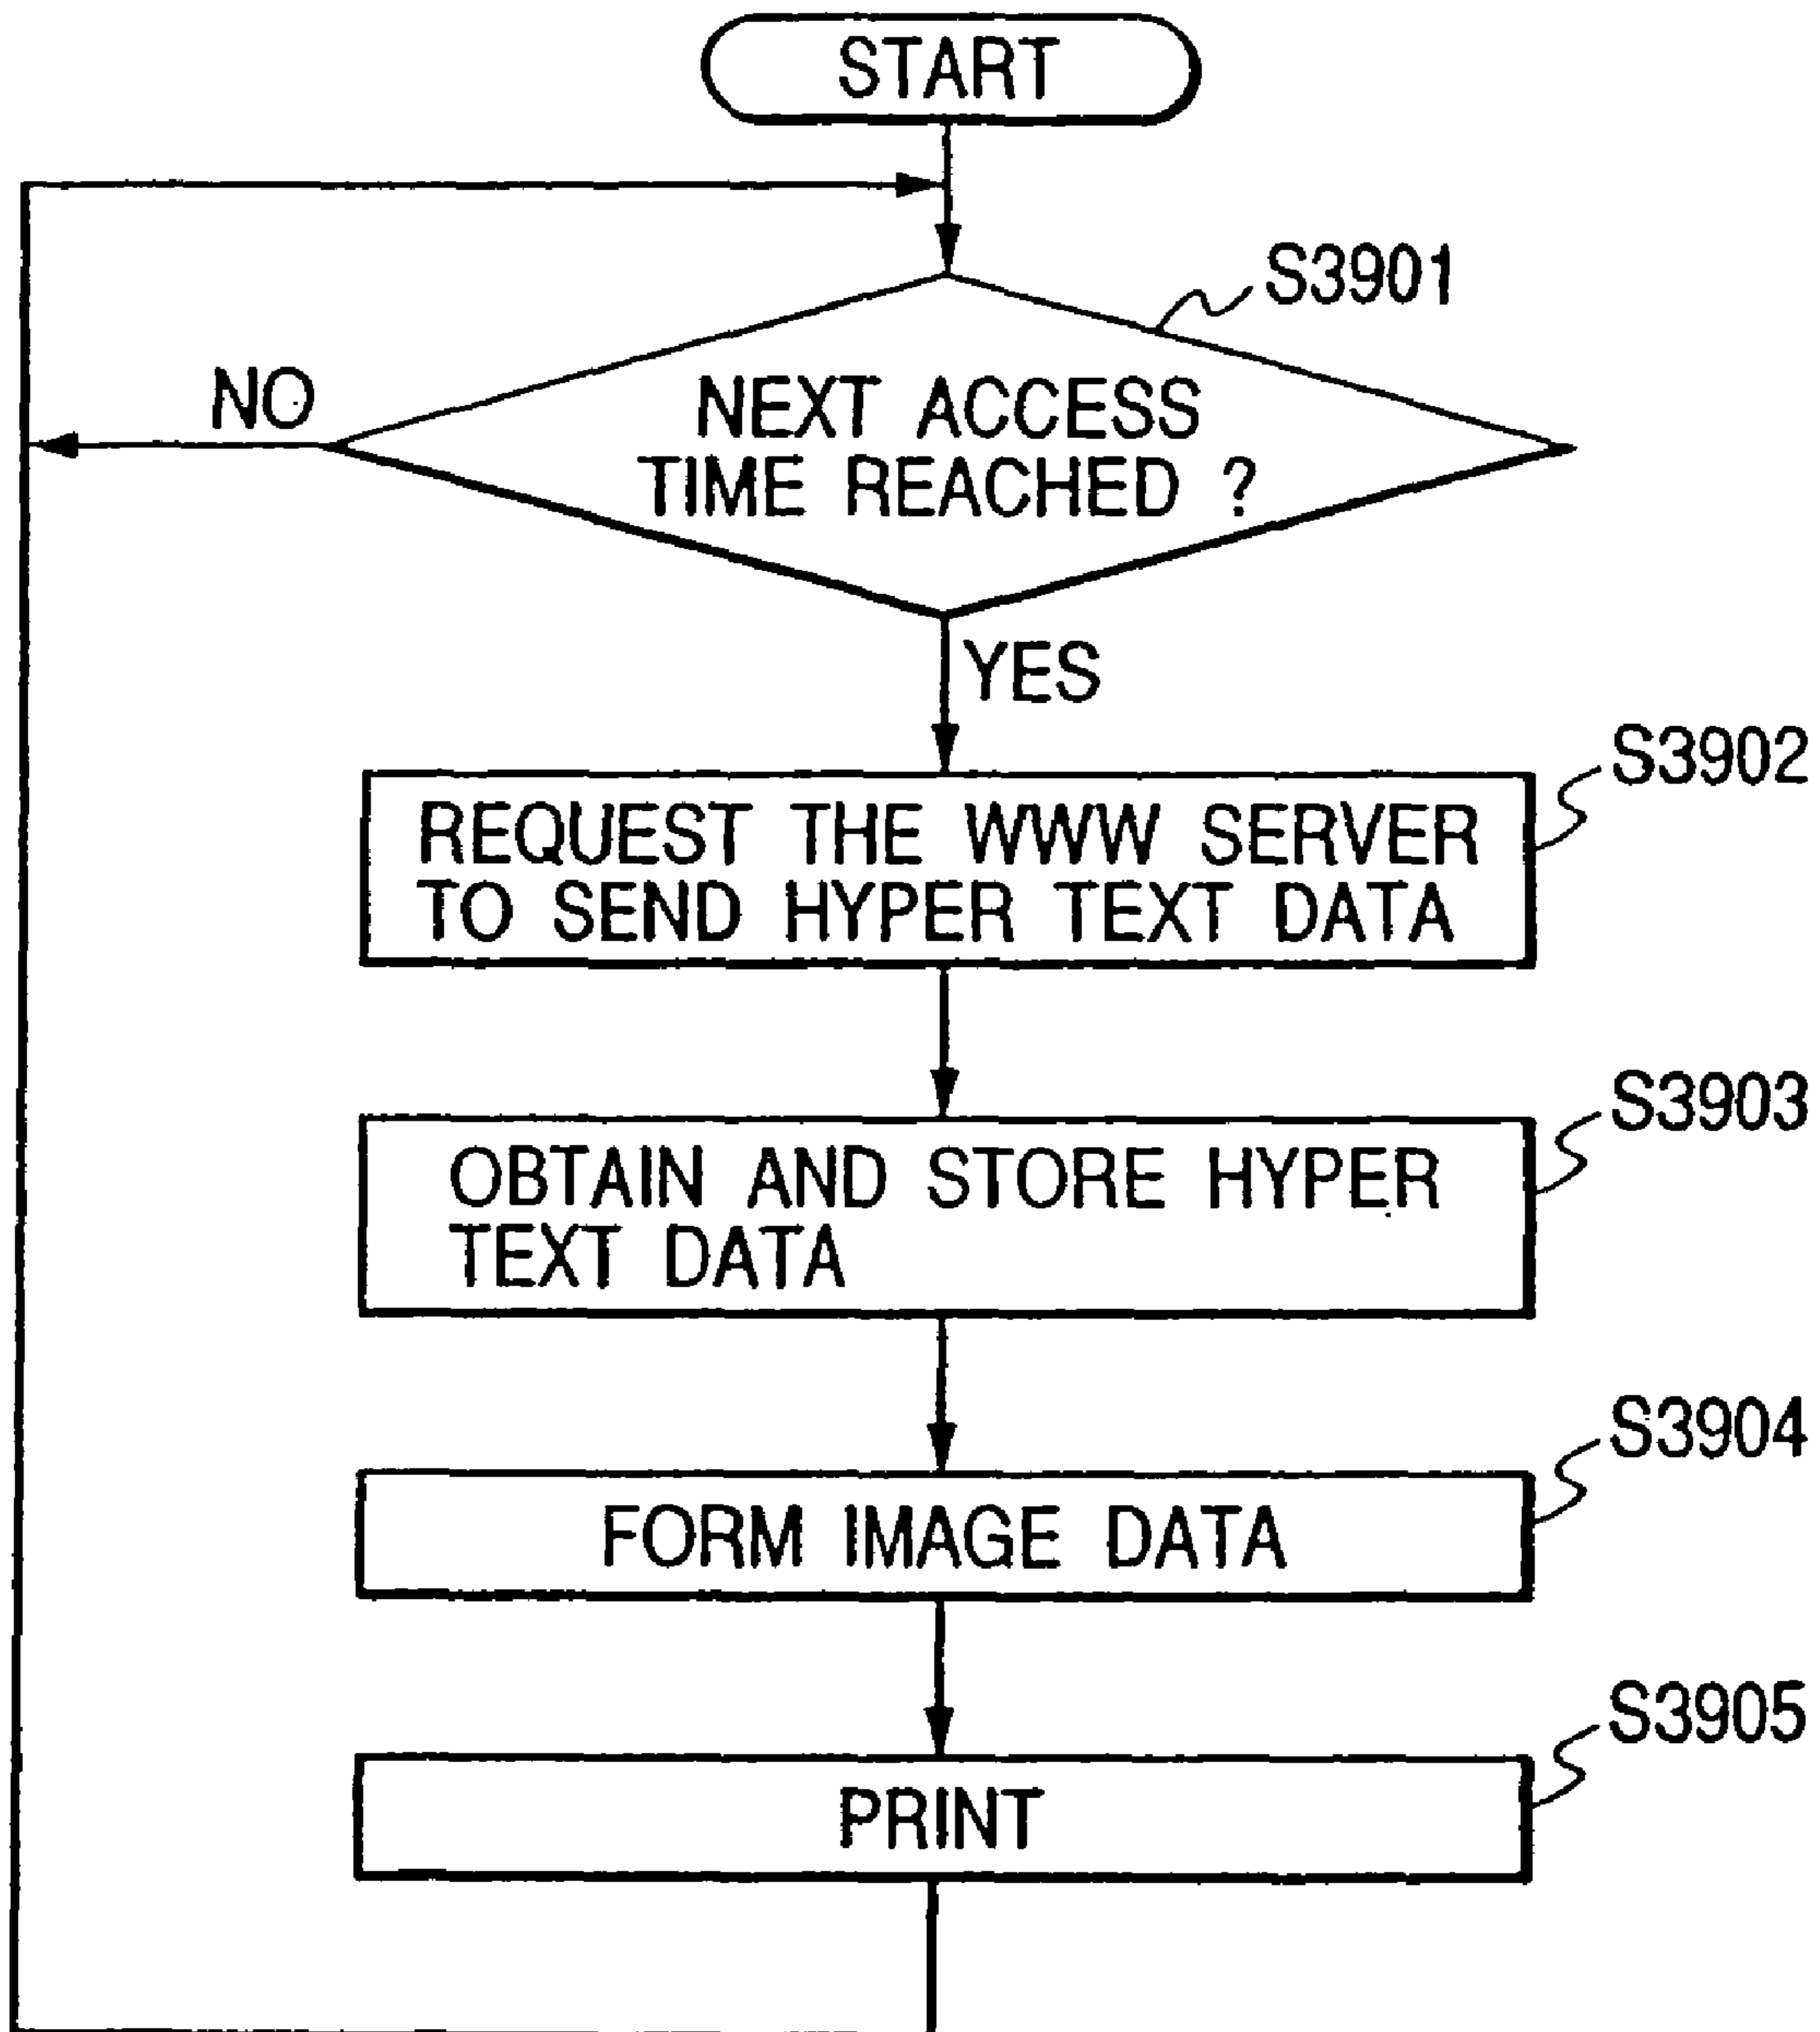 START
S3901
NO
NEXT ACCESS
TIME REACHED ?
YES
S3902
REQUEST THE WWW SERVER
TO SEND HYPER TEXT DATA
S3903
OBTAIN AND STORE HYPER
TEXT DATA
S3904
FORM IMAGE DATA
S3905
PRINT